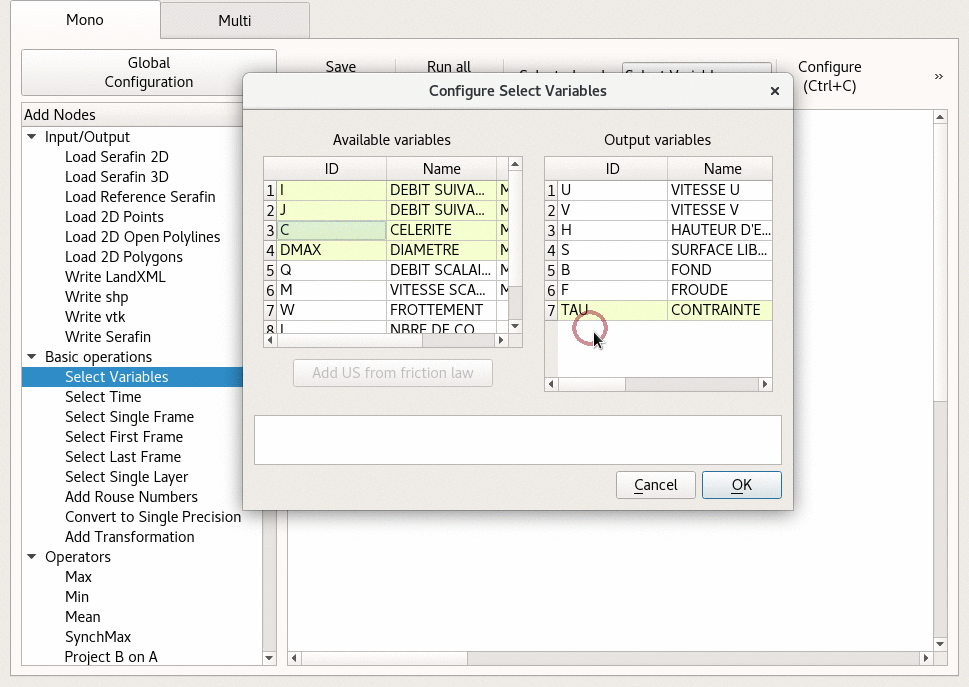 Mono
Multi
Global
Configuration
Save
Run all
Configure
(Ctrl+C)
»
Add Nodes
Input/Output
Load Serafin 2D
Load Serafin 3D
Load Reference Serafin
Load 2D Points
Load 2D Open Polylines
Load 2D Polygons
Write LandXML
Write shp
Write vtk
Write Serafin
Basic operations
Select Variables
Select Time
Select Single Frame
Select First Frame
Select Last Frame
Select Single Layer
Add Rouse Numbers
Convert to Single Precision
Add Transformation
Operators
Max
Min
Mean
SynchMax
Project B on A
Configure Select Variables
Available variables
ID Name
1 I DEBIT SUIVA... M
2 J DEBIT SUIVA... M
3 C CELERITE M
4 DMAX DIAMETRE M
5 Q DEBIT SCALAI... M
6 M VITESSE SCA... M
7 W FROTTEMENT
8 L NBRE DE CO
Add US from friction law
Output variables
ID Name
1 U VITESSE U
2 V VITESSE V
3 H HAUTEUR D'E...
4 S SURFACE LIB...
5 B FOND
6 F FROUDE
7 TAU CONTRAINTE
Cancel
OK